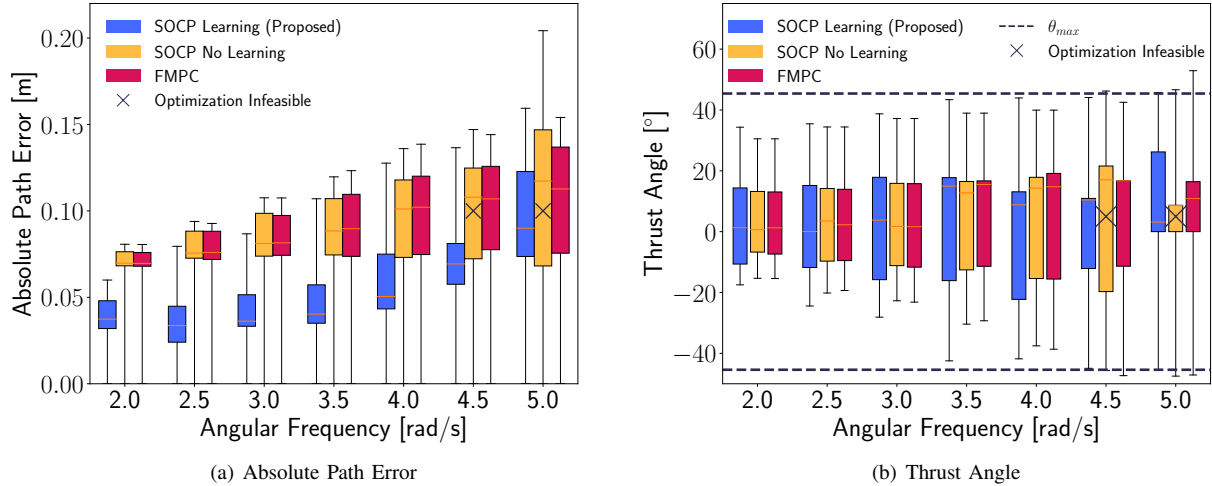 SOCP Learning (Proposed)
SOCP No Learning
FMPC
Optimization Infeasible
0.20
0.15
0.10
0.05
0.00
Absolute Path Error [m]
2.0 2.5 3.0 3.5 4.0 4.5 5.0
Angular Frequency [rad/s]
(a) Absolute Path Error
SOCP Learning (Proposed)
SOCP No Learning
FMPC
θmax
Optimization Infeasible
60
40
20
0
−20
−40
Thrust Angle [°]
2.0 2.5 3.0 3.5 4.0 4.5 5.0
Angular Frequency [rad/s]
(b) Thrust Angle